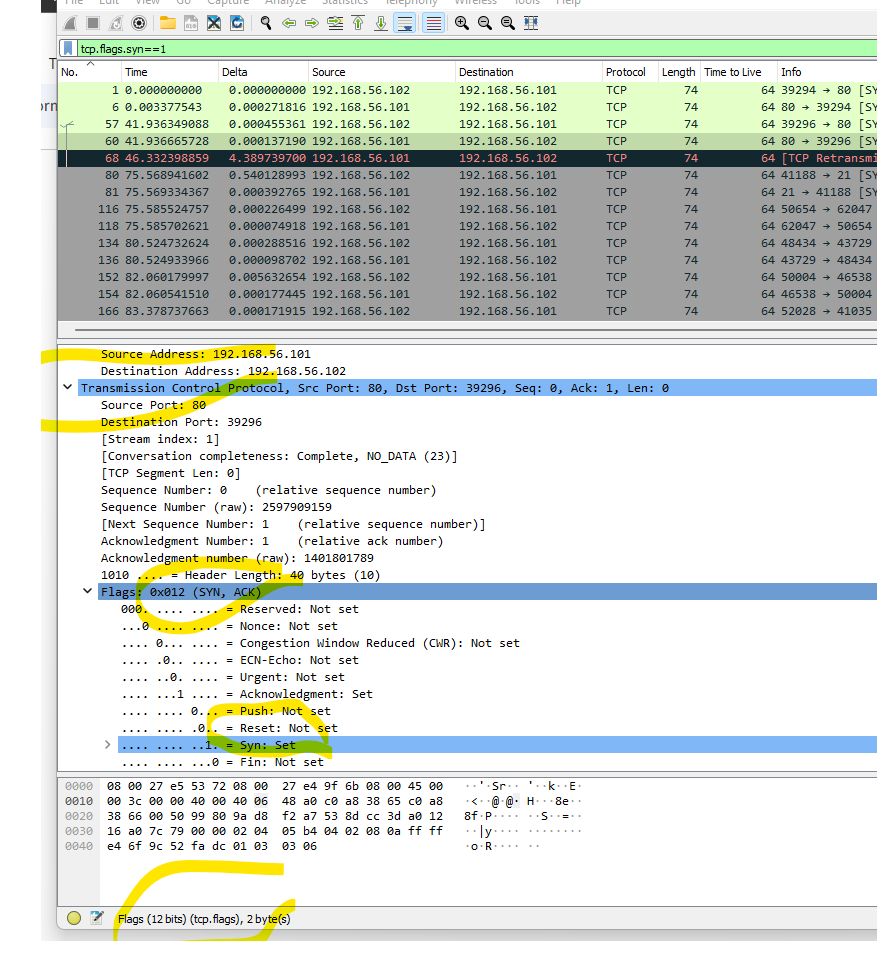 File Edit View Go Capture Analyze Statistics Telephony Wireless Tools Help
tcp.flags.syn==1
No. Time Delta Source Destination Protocol Length Time to Live Info
1 0.000000000 0.000000000 192.168.56.102 192.168.56.101 TCP 74 64 39294 → 80 [SY
6 0.003377543 0.000271816 192.168.56.101 192.168.56.102 TCP 74 64 80 → 39294 [SY
57 41.936349088 0.000455361 192.168.56.102 192.168.56.101 TCP 74 64 39296 → 80 [SY
60 41.936665728 0.000137190 192.168.56.101 192.168.56.102 TCP 74 64 80 → 39296 [SY
68 46.332398859 4.389739700 192.168.56.101 192.168.56.102 TCP 74 64 [TCP Retransmi
80 75.568941602 0.540128993 192.168.56.102 192.168.56.101 TCP 74 64 41188 → 21 [SY
81 75.569334367 0.000392765 192.168.56.101 192.168.56.102 TCP 74 64 21 → 41188 [SY
116 75.585524757 0.000226499 192.168.56.102 192.168.56.101 TCP 74 64 50654 → 62047
118 75.585702621 0.000074918 192.168.56.101 192.168.56.102 TCP 74 64 62047 → 50654
134 80.524732624 0.000288516 192.168.56.102 192.168.56.101 TCP 74 64 48434 → 43729
136 80.524933966 0.000098702 192.168.56.101 192.168.56.102 TCP 74 64 43729 → 48434
152 82.060179997 0.005632654 192.168.56.102 192.168.56.101 TCP 74 64 50004 → 46538
154 82.060541510 0.000177445 192.168.56.101 192.168.56.102 TCP 74 64 46538 → 50004
166 83.378737663 0.000171915 192.168.56.102 192.168.56.101 TCP 74 64 52028 → 41035
Source Address: 192.168.56.101
Destination Address: 192.168.56.102
Transmission Control Protocol, Src Port: 80, Dst Port: 39296, Seq: 0, Ack: 1, Len: 0
Source Port: 80
Destination Port: 39296
[Stream index: 1]
[Conversation completeness: Complete, NO_DATA (23)]
[TCP Segment Len: 0]
Sequence Number: 0 (relative sequence number)
Sequence Number (raw): 2597909159
[Next Sequence Number: 1 (relative sequence number)]
Acknowledgment Number: 1 (relative ack number)
Acknowledgment number (raw): 1401801789
1010 .... = Header Length: 40 bytes (10)
Flags: 0x012 (SYN, ACK)
000. .... .... = Reserved: Not set
...0 .... .... = Nonce: Not set
.... 0... .... = Congestion Window Reduced (CWR): Not set
.... .0.. .... = ECN-Echo: Not set
.... ..0. .... = Urgent: Not set
.... ...1 .... = Acknowledgment: Set
.... .... 0... = Push: Not set
.... .... .0.. = Reset: Not set
.... .... ..1. = Syn: Set
.... .... ...0 = Fin: Not set
0000 08 00 27 e5 53 72 08 00 27 e4 9f 6b 08 00 45 00 ··'·Sr·· '··k··E·
0010 00 3c 00 00 40 00 40 06 48 a0 c0 a8 38 65 c0 a8 ·<··@·@· H···8e··
0020 38 66 00 50 99 80 9a d8 f2 a7 53 8d cc 3d a0 12 8f·P···· ··S··=··
0030 16 a0 7c 79 00 00 02 04 05 b4 04 02 08 0a ff ff ··|y···· ········
0040 e4 6f 9c 52 fa dc 01 03 03 06 ·o·R···· ··
Flags (12 bits) (tcp.flags), 2 byte(s)